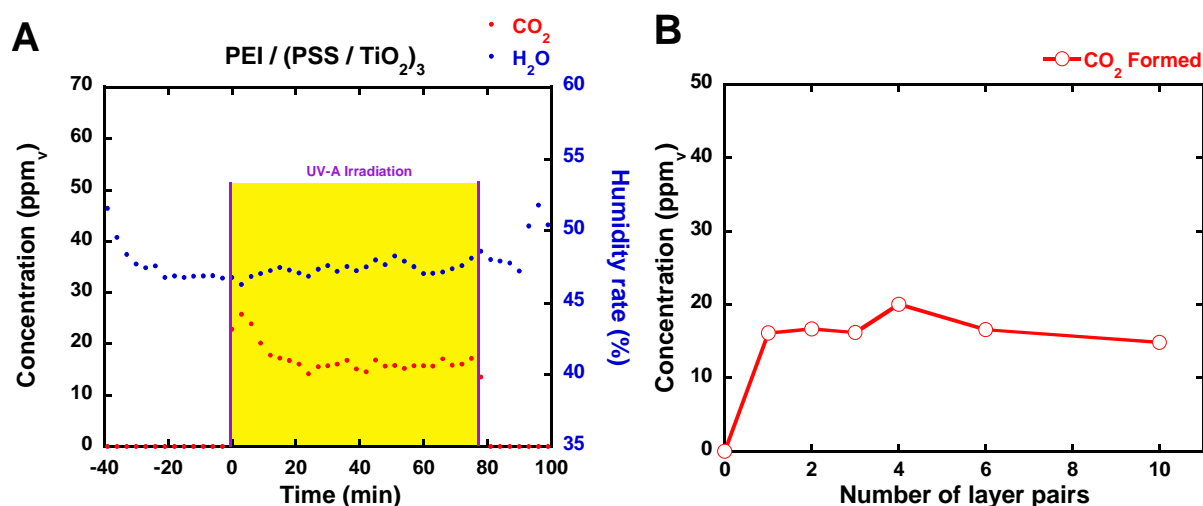 A
CO2
H2O
PEI / (PSS / TiO2)3
70
60
50
40
30
20
10
0
Concentration (ppmv)
UV-A Irradiation
60
55
50
45
40
35
Humidity rate (%)
-40
-20
0
20
40
60
80
100
Time (min)
B
CO2 Formed
50
40
30
20
10
0
Concentration (ppmv)
0
2
4
6
8
10
Number of layer pairs